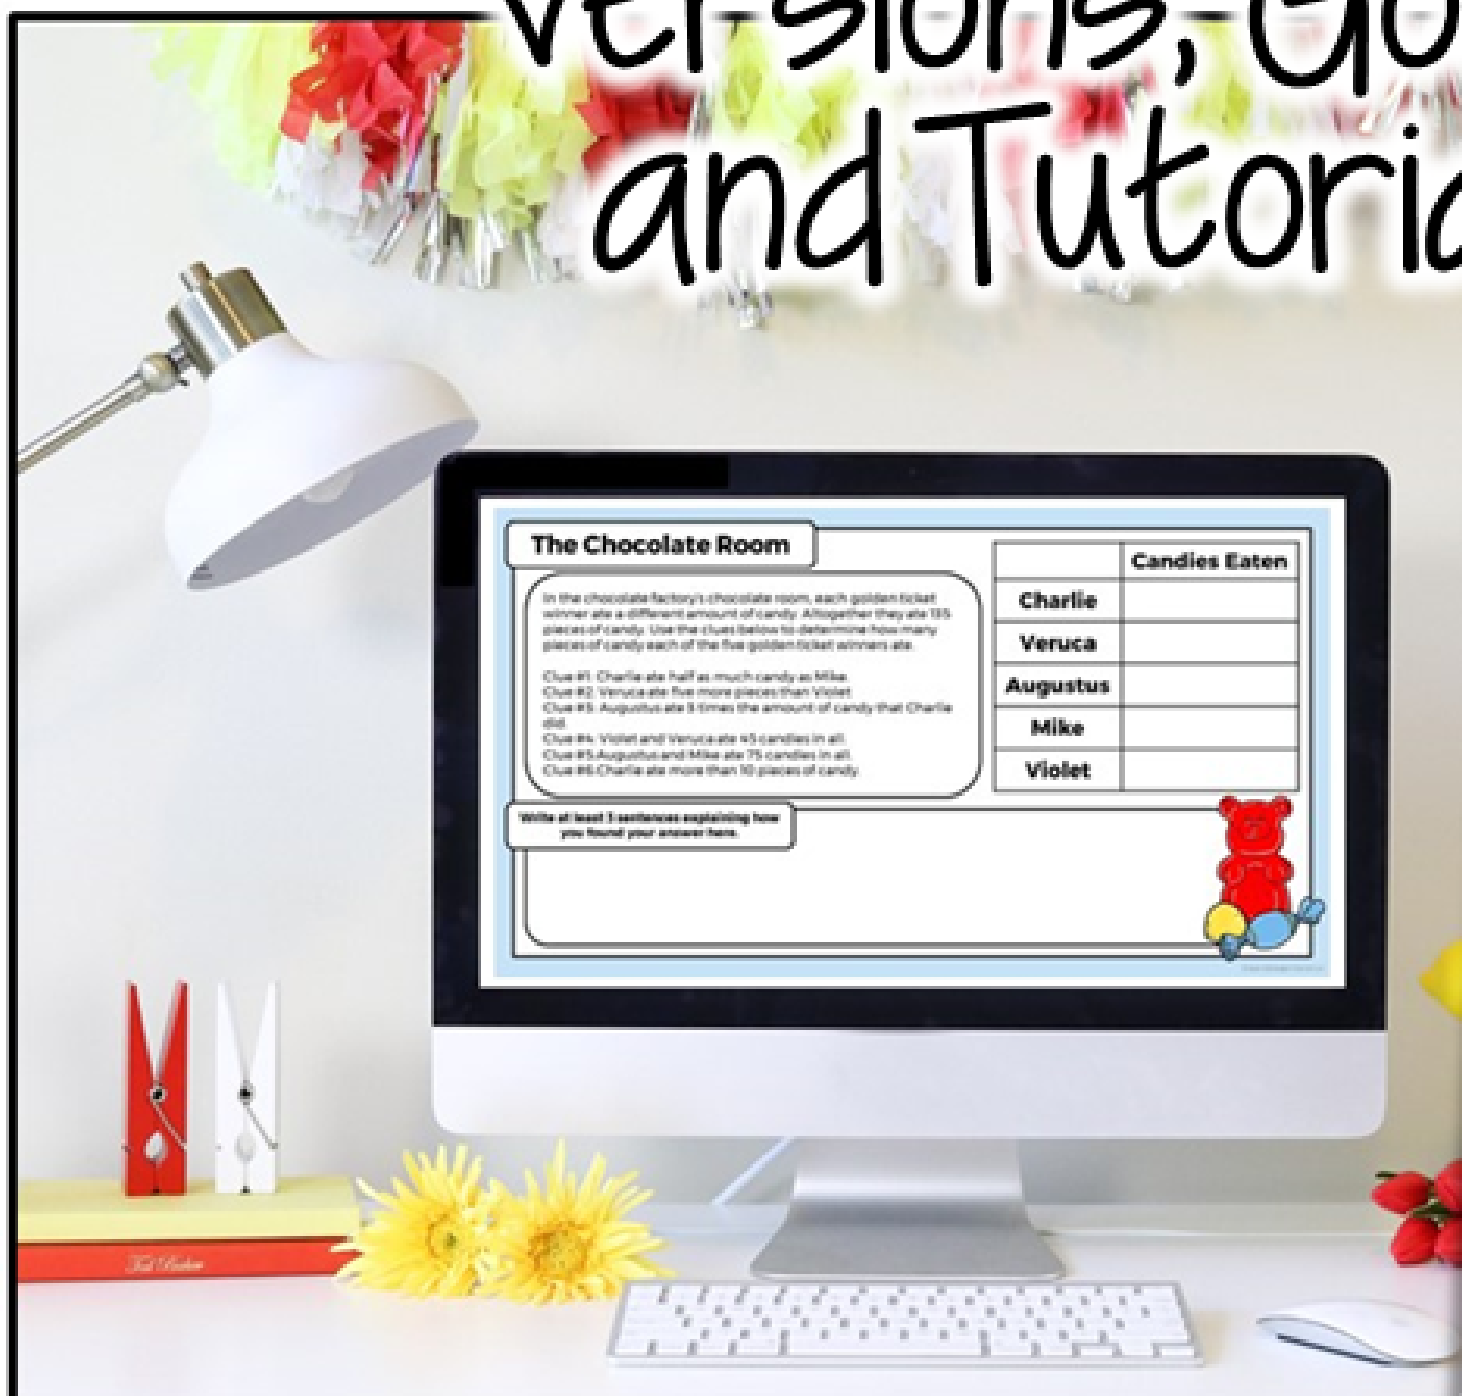 Versions, Go
and Tutoria
The Chocolate Room
In the chocolate factory's chocolate room, each golden ticket
winner ate a different amount of candy. Altogether they ate 135
pieces of candy. Use the clues below to determine how many
pieces of candy each of the five golden ticket winners ate.
Clue #1: Charlie ate half as much candy as Mike.
Clue #2: Veruca ate five more pieces than Violet
Clue #3: Augustus ate 3 times the amount of candy that Charlie
did.
Clue #4: Violet and Veruca ate 45 candies in all.
Clue #5 Augustus and Mike ate 75 candies in all.
Clue #6 Charlie ate more than 10 pieces of candy.
Candies Eaten
Charlie
Veruca
Augustus
Mike
Violet
Write at least 3 sentences explaining how
you found your answer here.
Ted Baker